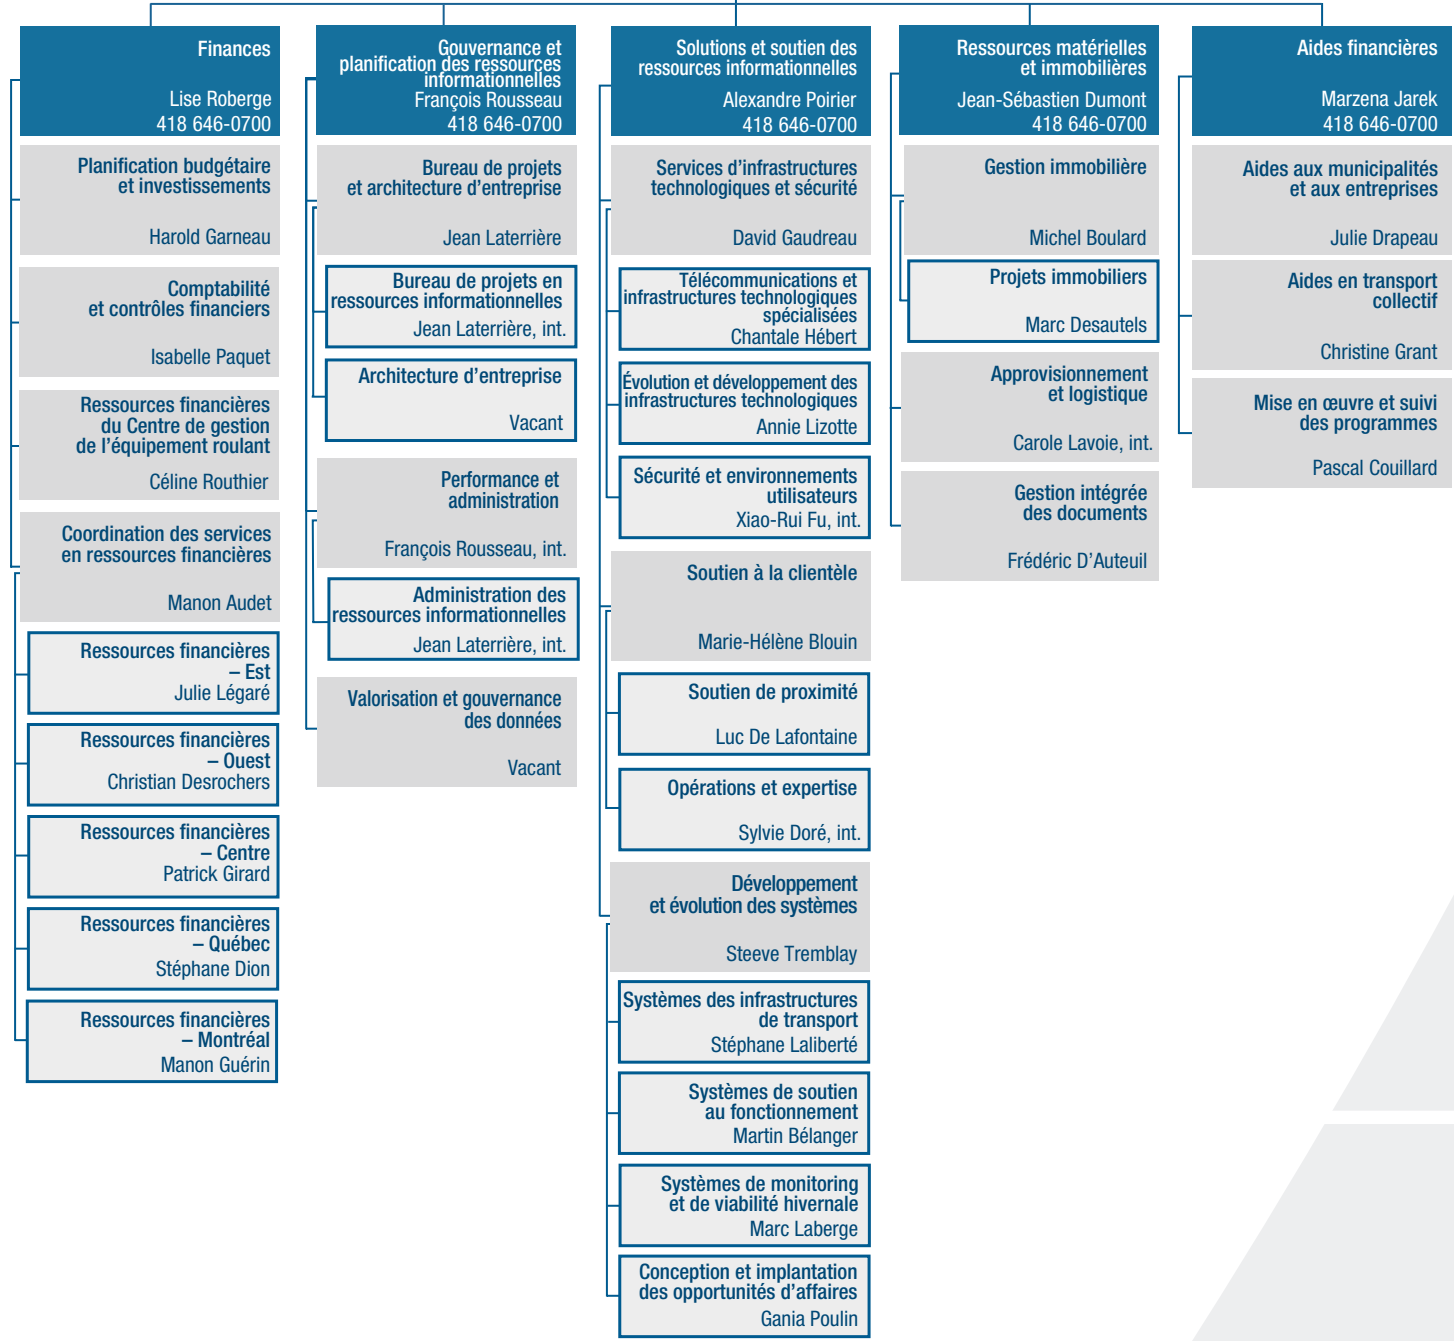 Finances
Lise Roberge
418 646-0700
Planification budgétaire
et investissements
Harold Garneau
Comptabilité
et contrôles financiers
Isabelle Paquet
Ressources financières
du Centre de gestion
de l'équipement roulant
Céline Routhier
Coordination des services
en ressources financières
Manon Audet
Ressources financières
– Est
Julie Légaré
Ressources financières
– Ouest
Christian Desrochers
Ressources financières
– Centre
Patrick Girard
Ressources financières
– Québec
Stéphane Dion
Ressources financières
– Montréal
Manon Guérin
Gouvernance et
planification des ressources
informationnelles
François Rousseau
418 646-0700
Bureau de projets
et architecture d'entreprise
Jean Laterrière
Bureau de projets en
ressources informationnelles
Jean Laterrière, int.
Architecture d'entreprise
Vacant
Performance et
administration
François Rousseau, int.
Administration des
ressources informationnelles
Jean Laterrière, int.
Valorisation et gouvernance
des données
Vacant
Solutions et soutien des
ressources informationnelles
Alexandre Poirier
418 646-0700
Services d'infrastructures
technologiques et sécurité
David Gaudreau
Télécommunications et
infrastructures technologiques
spécialisées
Chantale Hébert
Évolution et développement des
infrastructures technologiques
Annie Lizotte
Sécurité et environnements
utilisateurs
Xiao-Rui Fu, int.
Soutien à la clientèle
Marie-Hélène Blouin
Soutien de proximité
Luc De Lafontaine
Opérations et expertise
Sylvie Doré, int.
Développement
et évolution des systèmes
Steeve Tremblay
Systèmes des infrastructures
de transport
Stéphane Laliberté
Systèmes de soutien
au fonctionnement
Martin Bélanger
Systèmes de monitoring
et de viabilité hivernale
Marc Laberge
Conception et implantation
des opportunités d'affaires
Gania Poulin
Ressources matérielles
et immobilières
Jean-Sébastien Dumont
418 646-0700
Gestion immobilière
Michel Boulard
Projets immobiliers
Marc Desautels
Approvisionnement
et logistique
Carole Lavoie, int.
Gestion intégrée
des documents
Frédéric D'Auteuil
Aides financières
Marzena Jarek
418 646-0700
Aides aux municipalités
et aux entreprises
Julie Drapeau
Aides en transport
collectif
Christine Grant
Mise en œuvre et suivi
des programmes
Pascal Couillard